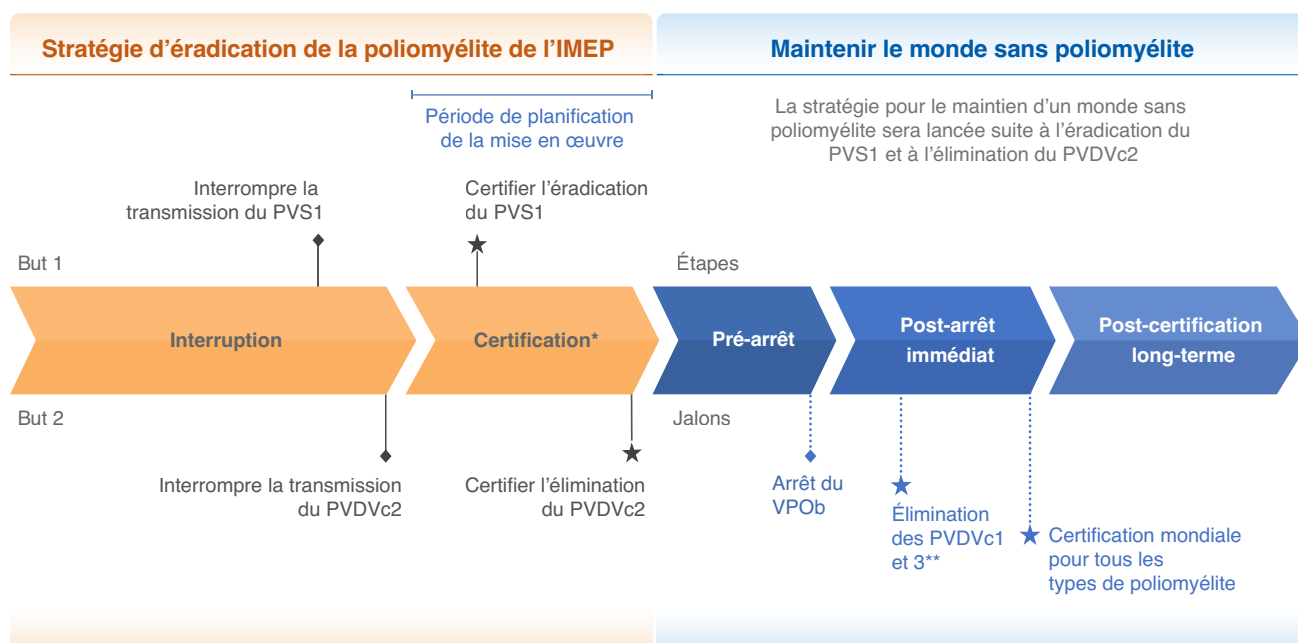 Stratégie d’éradication de la poliomyélite de l’IMEP
Maintenir le monde sans poliomyélite
Période de planification
de la mise en œuvre
La stratégie pour le maintien d’un monde sans
poliomyélite sera lancée suite à l’éradication du
PVS1 et à l’élimination du PVDVc2
Interrompre la
transmission du PVS1
Certifier l’éradication
du PVS1
But 1
Étapes
Interruption
Certification*
Pré-arrêt
Post-arrêt
immédiat
Post-certification
long-terme
But 2
Jalons
Interrompre la transmission
du PVDVc2
Certifier l’élimination
du PVDVc2
Arrêt du
VPOb
Élimination
des PVDVc1
et 3**
Certification mondiale
pour tous les
types de poliomyélite